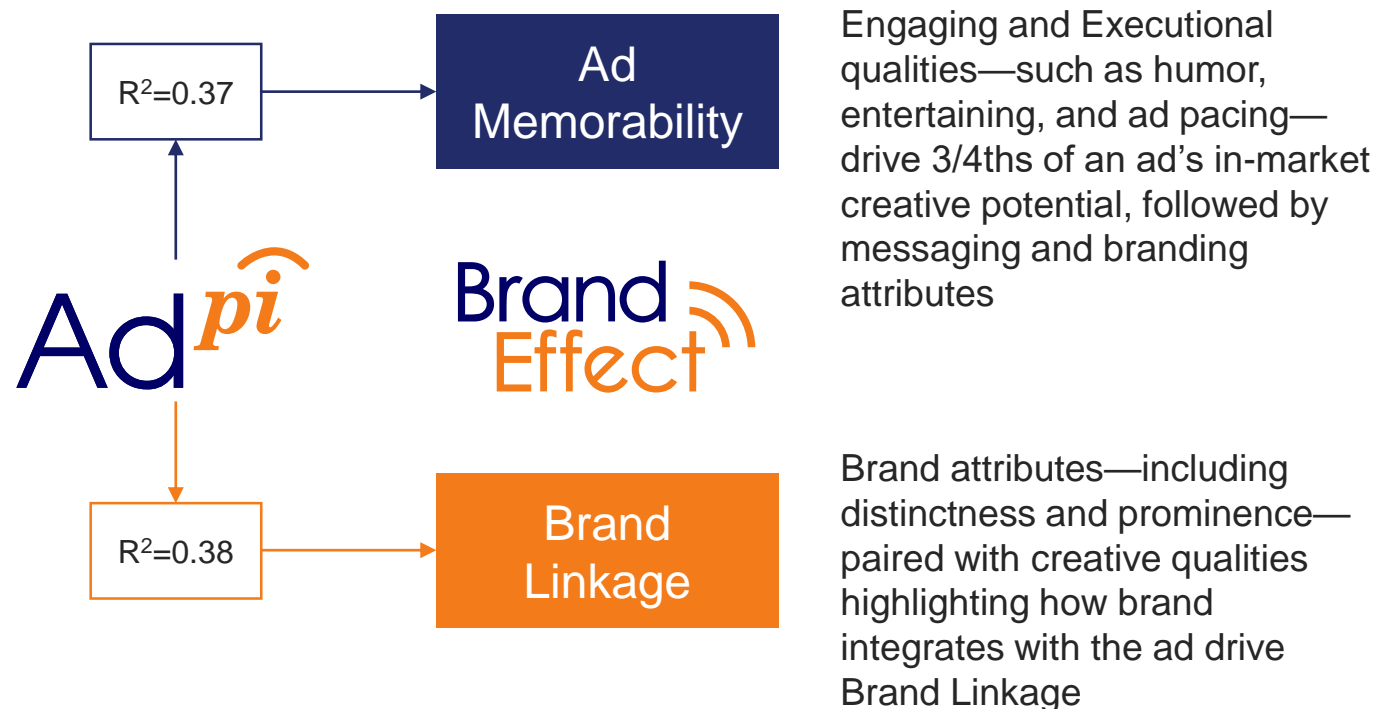 R²=0.37
Ad
Memorability
Engaging and Executional
qualities—such as humor,
entertaining, and ad pacing—
drive 3/4ths of an ad’s in-market
creative potential, followed by
messaging and branding
attributes
Ad pi
Brand
Effect
R²=0.38
Brand
Linkage
Brand attributes—including
distinctness and prominence—
paired with creative qualities
highlighting how brand
integrates with the ad drive
Brand Linkage